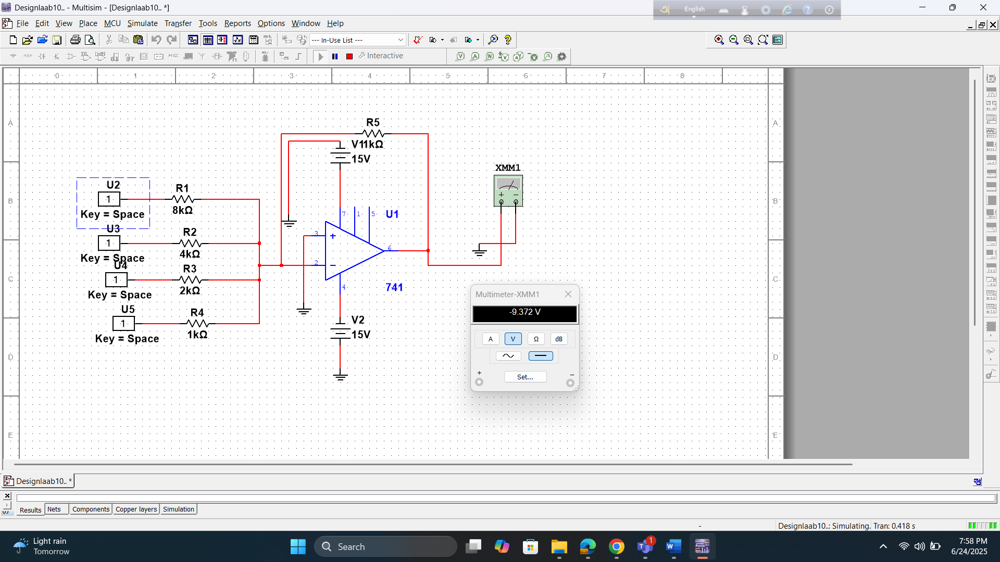 Designlaab10.. - Multisim - [Designlaab10.. *]
English
File Edit View Place MCU Simulate Transfer Tools Reports Options Window Help
--- In-Use List ---
MISC
Interactive
0 1 2 3 4 5 6 7 8
A
A
R5
V11kΩ
15V
XMM1
+ −
U2
1
Key = Space
R1
8kΩ
B
B
7 1 5 U1
U3
1
Key = Space
R2
4kΩ
3
+
6
2
−
U4
1
Key = Space
R3
2kΩ
C
C
4
741
U5
1
Key = Space
R4
1kΩ
V2
15V
Multimeter-XMM1
-9.372 V
A V Ω dB
+ −
Set...
D
D
E
E
Designlaab10.. *
Results Nets Components Copper layers Simulation
-
Designlaab10..: Simulating. Tran: 0.418 s
Light rain
Tomorrow
Search
1
7:58 PM
6/24/2025